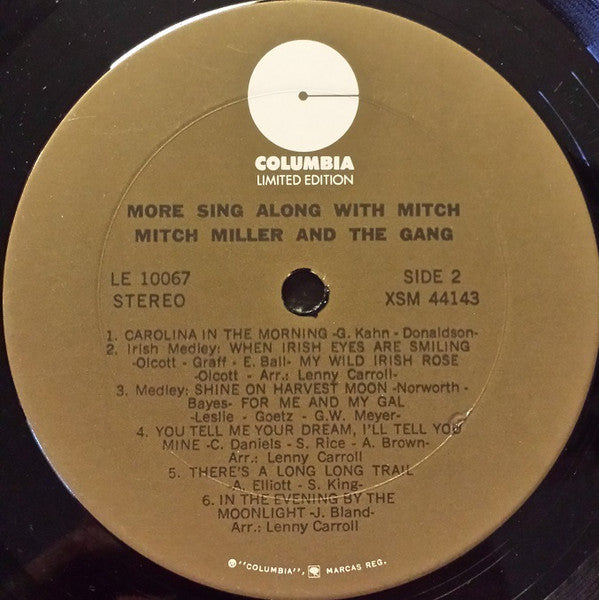 COLUMBIA
LIMITED EDITION
MORE SING ALONG WITH MITCH
MITCH MILLER AND THE GANG
LE 10067 SIDE 2
STEREO XSM 44143
1. CAROLINA IN THE MORNING -G. Kahn - Donaldson-
2. Irish Medley: WHEN IRISH EYES ARE SMILING
-Olcott - Graff - E. Ball- MY WILD IRISH ROSE
-Olcott - Arr.: Lenny Carroll-
3. Medley: SHINE ON HARVEST MOON -Norworth -
Bayes- FOR ME AND MY GAL
-Leslie - Goetz - G.W. Meyer-
4. YOU TELL ME YOUR DREAM, I'LL TELL YOU
MINE -C. Daniels - S. Rice - A. Brown-
Arr.: Lenny Carroll
5. THERE'S A LONG LONG TRAIL
A. Elliott - S. King-
6. IN THE EVENING BY THE
MOONLIGHT -J. Bland-
Arr.: Lenny Carroll
℗ "COLUMBIA", MARCAS REG.